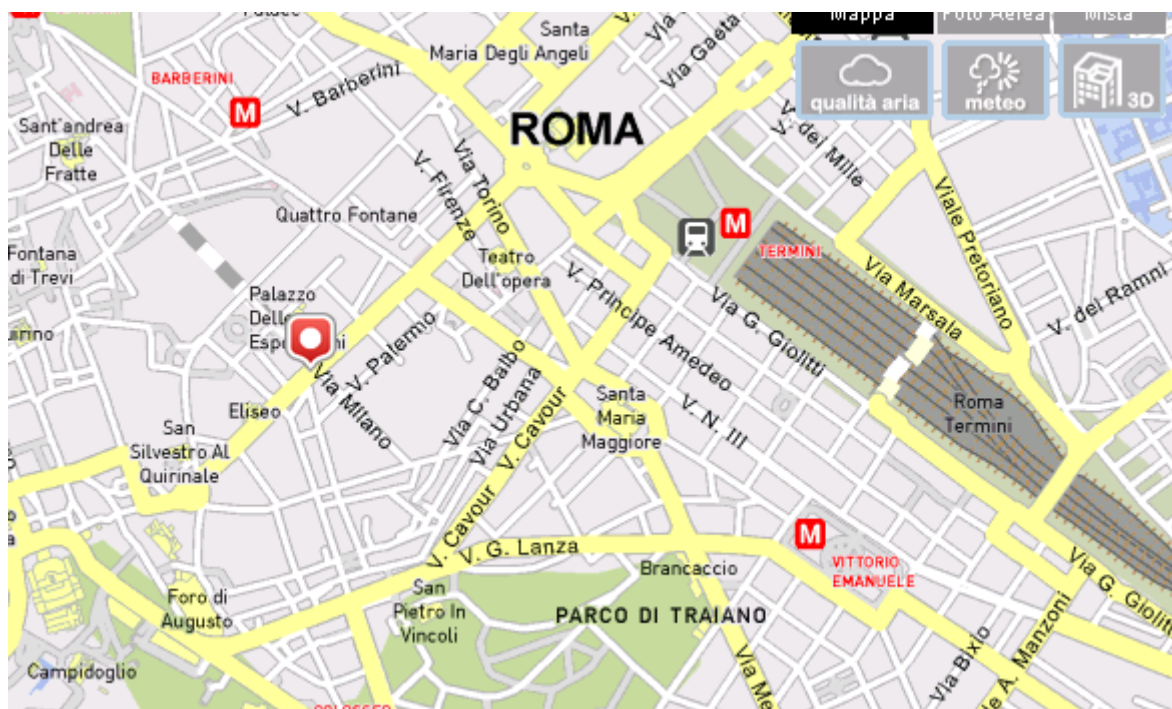 Mappa
Foto Aerea
Mista
qualità aria
meteo
3D
Santa
Maria Degli Angeli
Via Gaeta
BARBERINI
M
V. Barberini
ROMA
V. dei Mille
V.
Sant'andrea
Delle
Fratte
V. Firenze
Via Torino
Viale Pretoriano
Quattro Fontane
M
TERMINI
Fontana
di Trevi
Teatro
Dell'opera
V. Principe Amedeo
Via G. Giolitti
Via Marsala
V. dei Ramni
Palazzo
Delle
V. Palermo
Via Milano
Eliseo
Via C. Balbo
Via Urbana
V. Cavour
Santa
Maria
Maggiore
V. N. III
Roma
Termini
San
Silvestro Al
Quirinale
V. Cavour
V. G. Lanza
M
VITTORIO
EMANUELE
Brancaccio
Foro di
Augusto
San
Pietro In
Vincoli
PARCO DI TRAIANO
Via G. Giolitti
Via Bixio
A. Manzoni
Campidoglio
Via Me
COLOSSEO